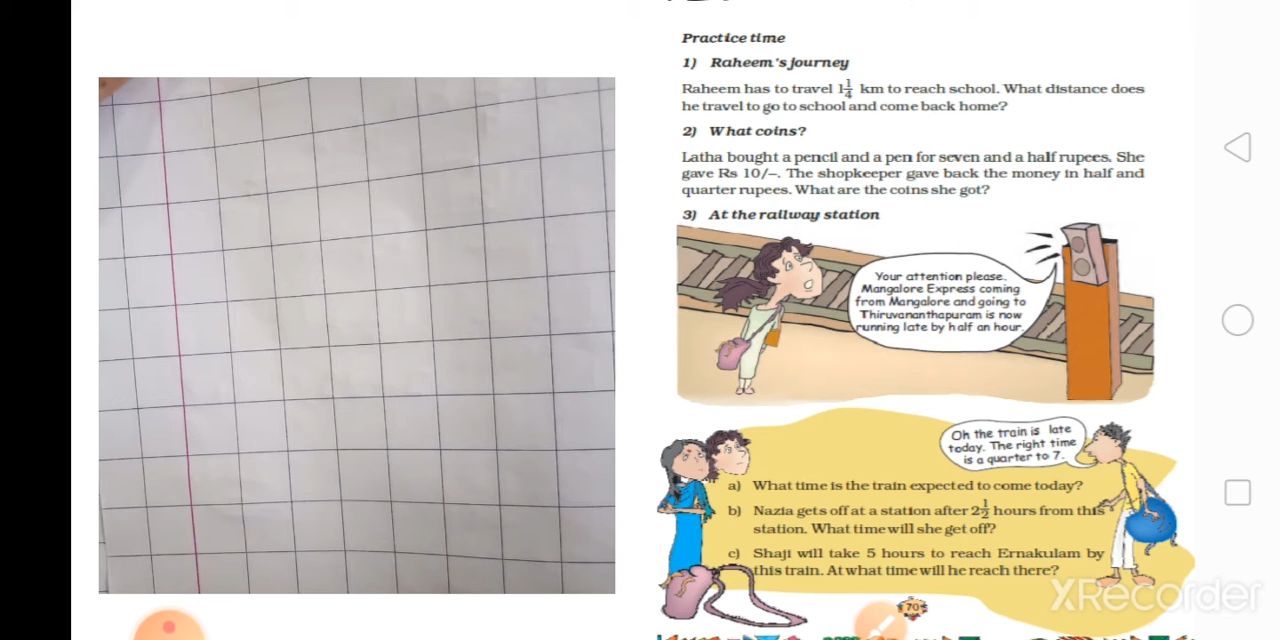 Practice time
1) Raheem's journey
Raheem has to travel 1 1/4 km to reach school. What distance does
he travel to go to school and come back home?
2) What coins?
Latha bought a pencil and a pen for seven and a half rupees. She
gave Rs 10/–. The shopkeeper gave back the money in half and
quarter rupees. What are the coins she got?
3) At the railway station
Your attention please.
Mangalore Express coming
from Mangalore and going to
Thiruvananthapuram is now
running late by half an hour.
Oh the train is late
today. The right time
is a quarter to 7.
a) What time is the train expected to come today?
b) Nazia gets off at a station after 2 1/2 hours from this
station. What time will she get off?
c) Shaji will take 5 hours to reach Ernakulam by
this train. At what time will he reach there?
70
XRecorder